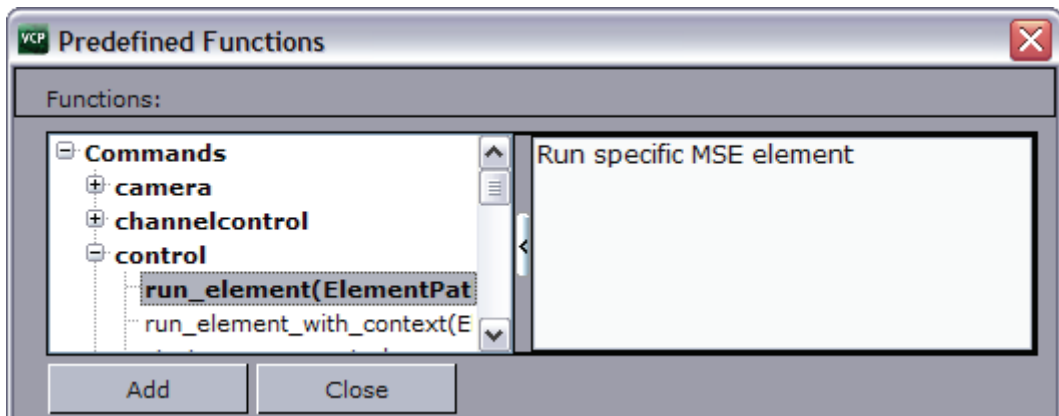 VCP Predefined Functions
Functions:
Commands
camera
channelcontrol
control
run_element(ElementPat
run_element_with_context(E
Run specific MSE element
Add Close